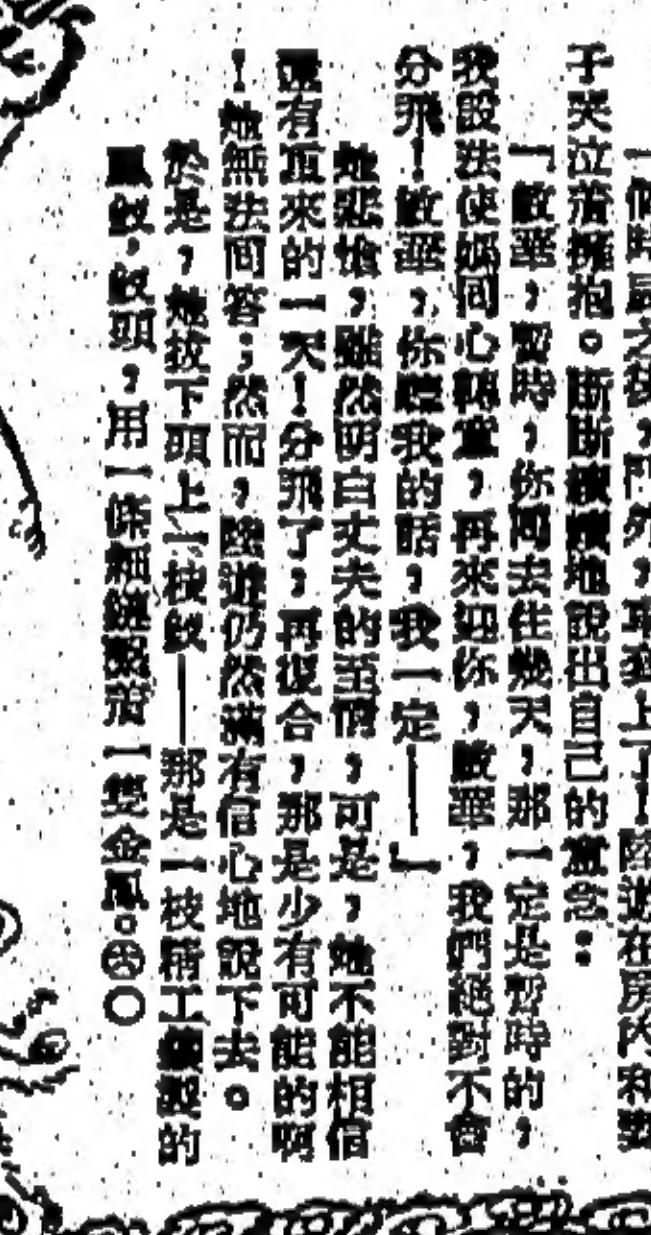 一個時辰之後，門外，車套上了！陸游在房內和妻
子哭泣着擁抱。斷斷續續地說出自己的意念：
「敏華，暫時，你回去住幾天，那一定是暫時的，
我設法使媽回心轉意，再來迎你，敏華，我們絕對不會
分飛！敏華，你聽我的話，我一定——」
她悲愴，雖然明白丈夫的至情，可是，她不能相信
還有重來的一天！分飛了，再復合，那是少有可能的啊
！她無法回答；然而，陸游仍然滿有信心地說下去。
於是，她拔下頭上一枝釵——那是一枝精工做製的
鳳釵，釵頭，用一條細鏈繫着一雙金鳳。㊅〇